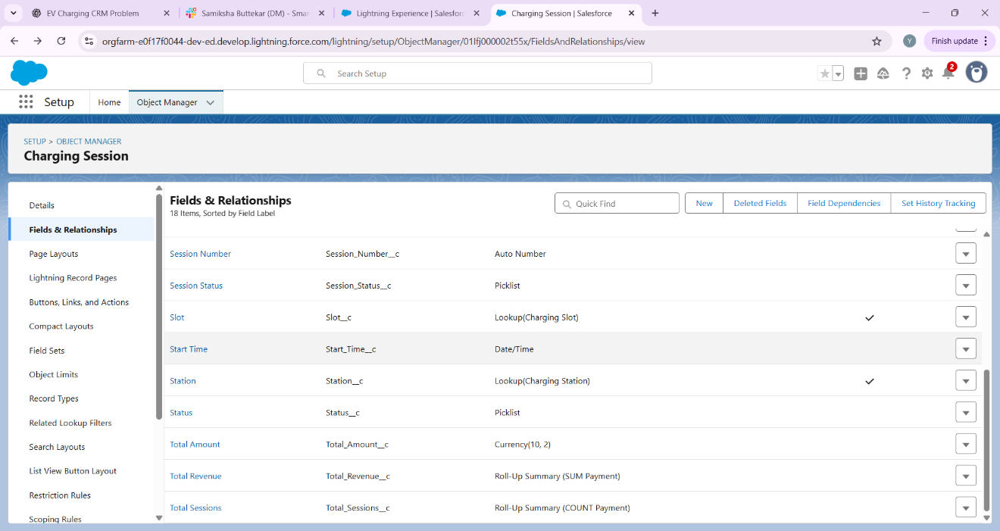 EV Charging CRM Problem
Samiksha Buttekar (DM) - Smar
Lightning Experience | Salesforc
Charging Session | Salesforce
orgfarm-e0f17f0044-dev-ed.develop.lightning.force.com/lightning/setup/ObjectManager/01Ifj000002t55x/FieldsAndRelationships/view
Y
Finish update
Search Setup
2
Setup
Home
Object Manager
SETUP > OBJECT MANAGER
Charging Session
Details
Fields & Relationships
Page Layouts
Lightning Record Pages
Buttons, Links, and Actions
Compact Layouts
Field Sets
Object Limits
Record Types
Related Lookup Filters
Search Layouts
List View Button Layout
Restriction Rules
Scoping Rules
Fields & Relationships
18 Items, Sorted by Field Label
Quick Find
New
Deleted Fields
Field Dependencies
Set History Tracking
Session Number Session_Number__c Auto Number
Session Status Session_Status__c Picklist
Slot Slot__c Lookup(Charging Slot)
Start Time Start_Time__c Date/Time
Station Station__c Lookup(Charging Station)
Status Status__c Picklist
Total Amount Total_Amount__c Currency(10, 2)
Total Revenue Total_Revenue__c Roll-Up Summary (SUM Payment)
Total Sessions Total_Sessions__c Roll-Up Summary (COUNT Payment)